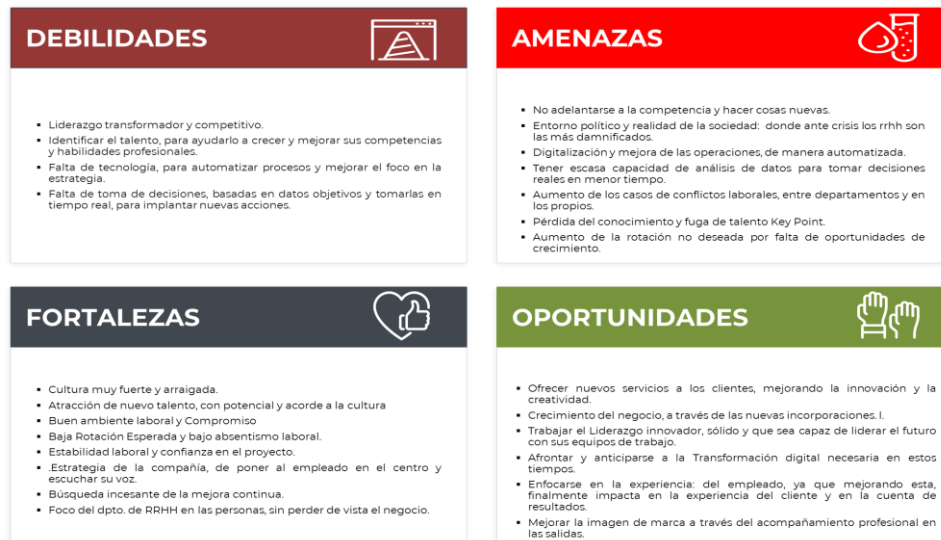 DEBILIDADES
▪ Liderazgo transformador y competitivo.
▪ Identificar el talento, para ayudarlo a crecer y mejorar sus competencias
y habilidades profesionales.
▪ Falta de tecnología, para automatizar procesos y mejorar el foco en la
estrategia.
▪ Falta de toma de decisiones, basadas en datos objetivos y tomarlas en
tiempo real, para implantar nuevas acciones.
AMENAZAS
▪ No adelantarse a la competencia y hacer cosas nuevas.
▪ Entorno político y realidad de la sociedad: donde ante crisis los rrhh son
las más damnificados.
▪ Digitalización y mejora de las operaciones, de manera automatizada.
▪ Tener escasa capacidad de análisis de datos para tomar decisiones
reales en menor tiempo.
▪ Aumento de los casos de conflictos laborales, entre departamentos y en
los propios.
▪ Pérdida del conocimiento y fuga de talento Key Point.
▪ Aumento de la rotación no deseada por falta de oportunidades de
crecimiento.
FORTALEZAS
▪ Cultura muy fuerte y arraigada.
▪ Atracción de nuevo talento, con potencial y acorde a la cultura
▪ Buen ambiente laboral y Compromiso
▪ Baja Rotación Esperada y bajo absentismo laboral.
▪ Estabilidad laboral y confianza en el proyecto.
▪ .Estrategia de la compañía, de poner al empleado en el centro y
escuchar su voz.
▪ Búsqueda incesante de la mejora continua.
▪ Foco del dpto. de RRHH en las personas, sin perder de vista el negocio.
OPORTUNIDADES
▪ Ofrecer nuevos servicios a los clientes, mejorando la innovación y la
creatividad.
▪ Crecimiento del negocio, a través de las nuevas incorporaciones. l.
▪ Trabajar el Liderazgo innovador, sólido y que sea capaz de liderar el futuro
con sus equipos de trabajo.
▪ Afrontar y anticiparse a la Transformación digital necesaria en estos
tiempos.
▪ Enfocarse en la experiencia: del empleado, ya que mejorando esta,
finalmente impacta en la experiencia del cliente y en la cuenta de
resultados.
▪ Mejorar la imagen de marca a través del acompañamiento profesional en
las salidas.